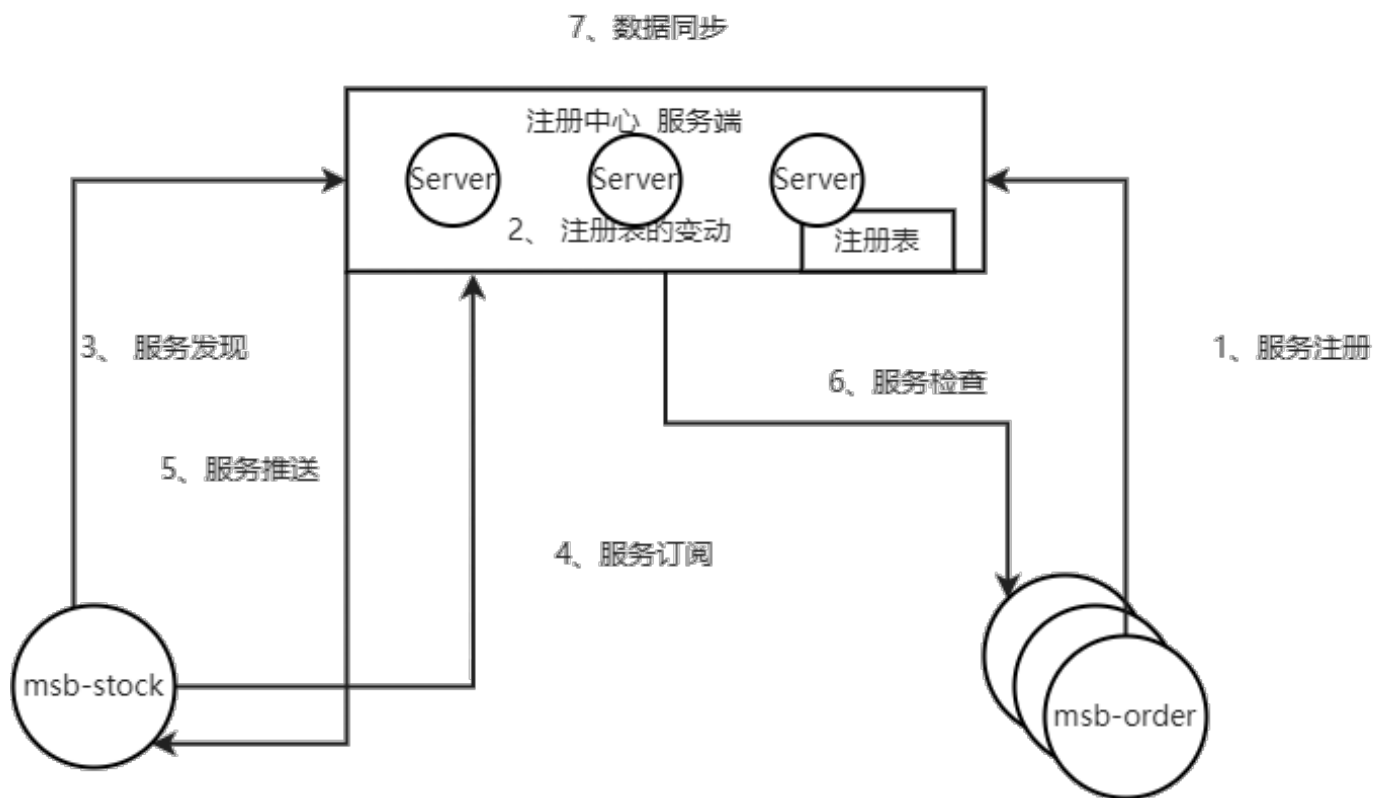 7、数据同步
注册中心 服务端
Server
Server
Server
2、 注册表的变动
注册表
3、 服务发现
1、服务注册
6、服务检查
5、服务推送
4、服务订阅
msb-stock
msb-order